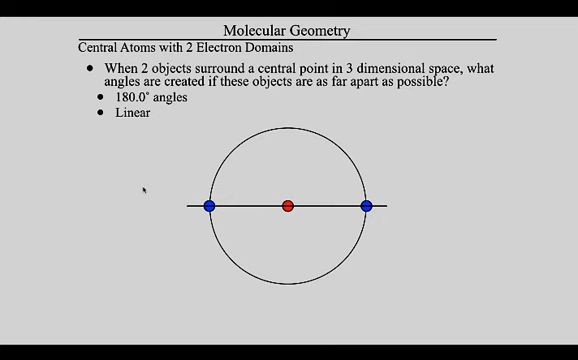 Molecular Geometry
Central Atoms with 2 Electron Domains
When 2 objects surround a central point in 3 dimensional space, what
angles are created if these objects are as far apart as possible?
180.0° angles
Linear